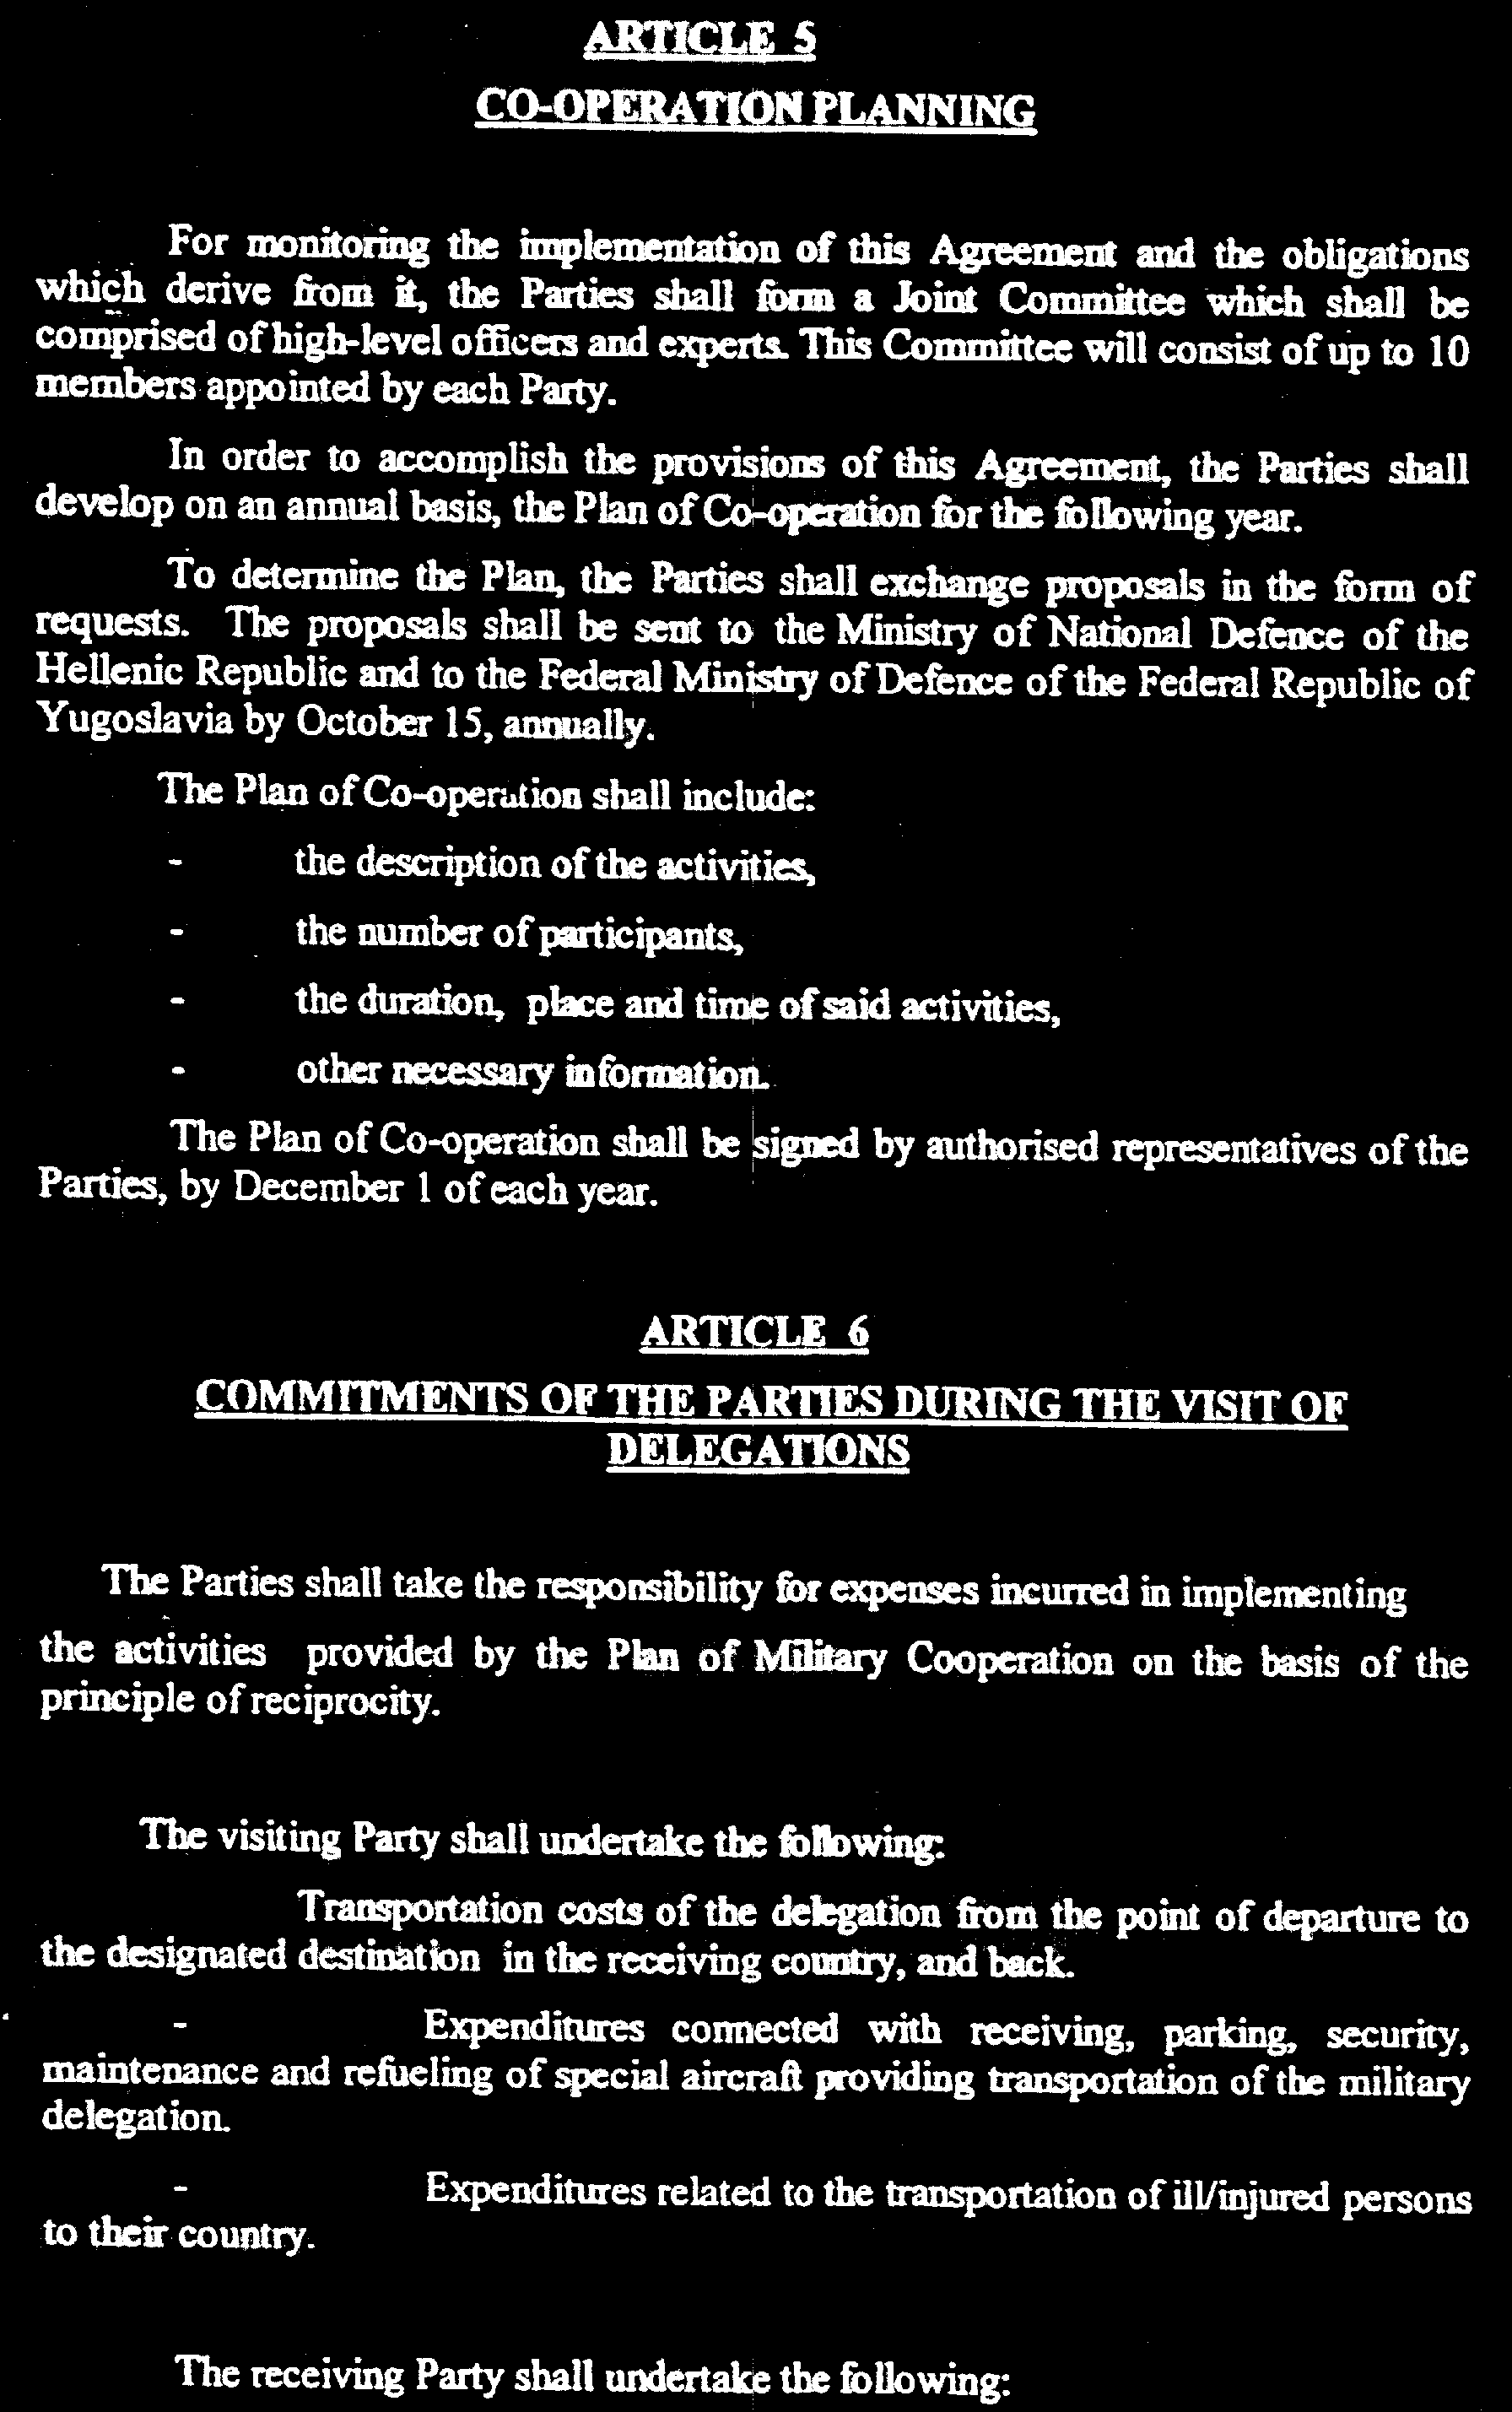 ARTICLE 5
CO-OPERATION PLANNING
For monitoring the implementation of this Agreement and the obligations
which derive from it, the Parties shall form a Joint Committee which shall be
comprised of high-level officers and experts. This Committee will consist of up to 10
members appointed by each Party.
In order to accomplish the provisions of this Agreement, the Parties shall
develop on an annual basis, the Plan of Co-operation for the following year.
To determine the Plan, the Parties shall exchange proposals in the form of
requests. The proposals shall be sent to the Ministry of National Defence of the
Hellenic Republic and to the Federal Ministry of Defence of the Federal Republic of
Yugoslavia by October 15, annually.
The Plan of Co-operation shall include:
- the description of the activities,
- the number of participants,
- the duration, place and time of said activities,
- other necessary information.
The Plan of Co-operation shall be signed by authorised representatives of the
Parties, by December 1 of each year.
ARTICLE 6
COMMITMENTS OF THE PARTIES DURING THE VISIT OF
DELEGATIONS
The Parties shall take the responsibility for expenses incurred in implementing
the activities provided by the Plan of Military Cooperation on the basis of the
principle of reciprocity.
The visiting Party shall undertake the following:
Transportation costs of the delegation from the point of departure to
the designated destination in the receiving country, and back.
- Expenditures connected with receiving, parking, security,
maintenance and refueling of special aircraft providing transportation of the military
delegation.
- Expenditures related to the transportation of ill/injured persons
to their country.
The receiving Party shall undertake the following: